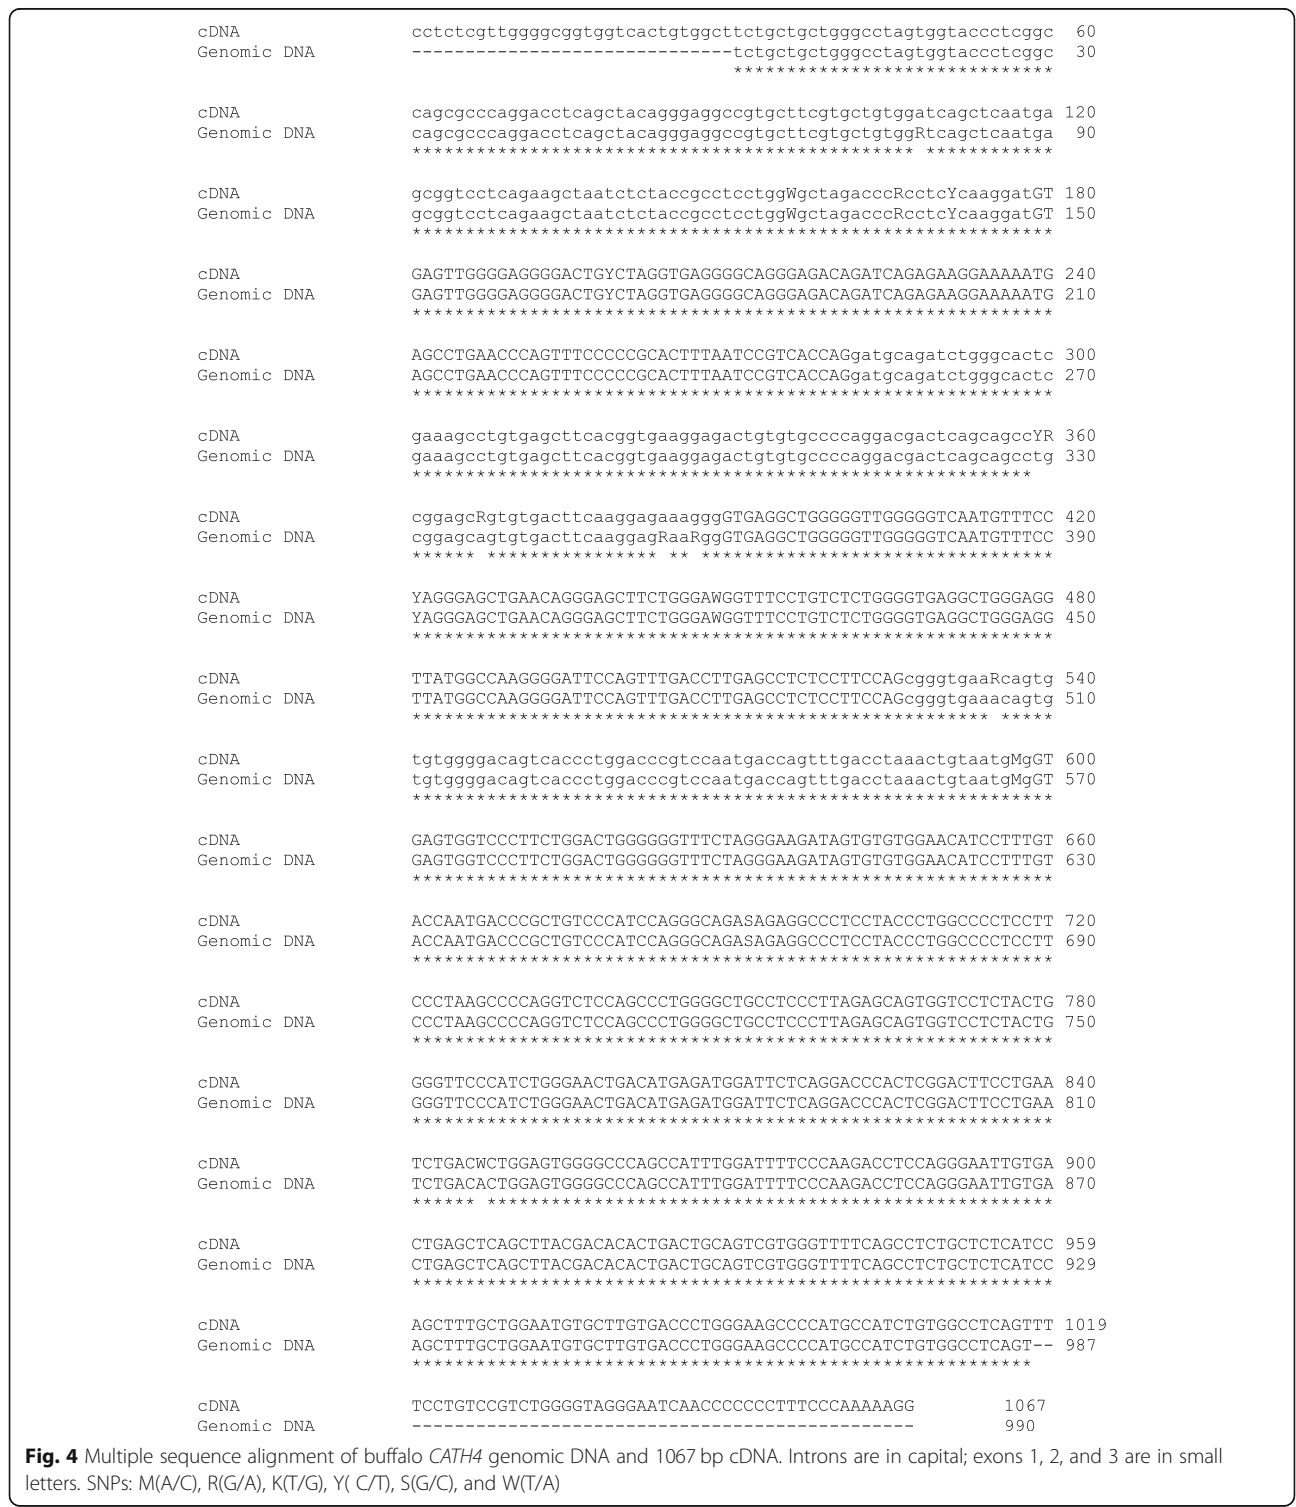 cDNA cctctcgttggggcggtggtcactgtggcttctgctgctgggcctagtggtaccctcggc 60
Genomic DNA ------------------------------tctgctgctgggcctagtggtaccctcggc 30
******************************
cDNA cagcgcccaggacctcagctacagggaggccgtgcttcgtgctgtggatcagctcaatga 120
Genomic DNA cagcgcccaggacctcagctacagggaggccgtgcttcgtgctgtggRtcagctcaatga 90
*********************************************** ************
cDNA gcggtcctcagaagctaatctctaccgcctcctggWgctagacccRcctcYcaaggatGT 180
Genomic DNA gcggtcctcagaagctaatctctaccgcctcctggWgctagacccRcctcYcaaggatGT 150
************************************************************
cDNA GAGTTGGGGAGGGGACTGYCTAGGTGAGGGGCAGGGAGACAGATCAGAGAAGGAAAAATG 240
Genomic DNA GAGTTGGGGAGGGGACTGYCTAGGTGAGGGGCAGGGAGACAGATCAGAGAAGGAAAAATG 210
************************************************************
cDNA AGCCTGAACCCAGTTTCCCCCGCACTTTAATCCGTCACCAGgatgcagatctgggcactc 300
Genomic DNA AGCCTGAACCCAGTTTCCCCCGCACTTTAATCCGTCACCAGgatgcagatctgggcactc 270
************************************************************
cDNA gaaagcctgtgagcttcacggtgaaggagactgtgtgccccaggacgactcagcagccYR 360
Genomic DNA gaaagcctgtgagcttcacggtgaaggagactgtgtgccccaggacgactcagcagcctg 330
**********************************************************
cDNA cggagcRgtgtgacttcaaggagaaagggGTGAGGCTGGGGGTTGGGGGTCAATGTTTCC 420
Genomic DNA cggagcagtgtgacttcaaggagRaaRggGTGAGGCTGGGGGTTGGGGGTCAATGTTTCC 390
****** **************** ** *********************************
cDNA YAGGGAGCTGAACAGGGAGCTTCTGGGAWGGTTTCCTGTCTCTGGGGTGAGGCTGGGAGG 480
Genomic DNA YAGGGAGCTGAACAGGGAGCTTCTGGGAWGGTTTCCTGTCTCTGGGGTGAGGCTGGGAGG 450
************************************************************
cDNA TTATGGCCAAGGGGATTCCAGTTTGACCTTGAGCCTCTCCTTCCAGcgggtgaaRcagtg 540
Genomic DNA TTATGGCCAAGGGGATTCCAGTTTGACCTTGAGCCTCTCCTTCCAGcgggtgaaacagtg 510
****************************************************** *****
cDNA tgtggggacagtcaccctggacccgtccaatgaccagtttgacctaaactgtaatgMgGT 600
Genomic DNA tgtggggacagtcaccctggacccgtccaatgaccagtttgacctaaactgtaatgMgGT 570
************************************************************
cDNA GAGTGGTCCCTTCTGGACTGGGGGGTTTCTAGGGAAGATAGTGTGTGGAACATCCTTTGT 660
Genomic DNA GAGTGGTCCCTTCTGGACTGGGGGGTTTCTAGGGAAGATAGTGTGTGGAACATCCTTTGT 630
************************************************************
cDNA ACCAATGACCCGCTGTCCCATCCAGGGCAGASAGAGGCCCTCCTACCCTGGCCCCTCCTT 720
Genomic DNA ACCAATGACCCGCTGTCCCATCCAGGGCAGASAGAGGCCCTCCTACCCTGGCCCCTCCTT 690
************************************************************
cDNA CCCTAAGCCCCAGGTCTCCAGCCCTGGGGCTGCCTCCCTTAGAGCAGTGGTCCTCTACTG 780
Genomic DNA CCCTAAGCCCCAGGTCTCCAGCCCTGGGGCTGCCTCCCTTAGAGCAGTGGTCCTCTACTG 750
************************************************************
cDNA GGGTTCCCATCTGGGAACTGACATGAGATGGATTCTCAGGACCCACTCGGACTTCCTGAA 840
Genomic DNA GGGTTCCCATCTGGGAACTGACATGAGATGGATTCTCAGGACCCACTCGGACTTCCTGAA 810
************************************************************
cDNA TCTGACWCTGGAGTGGGGCCCAGCCATTTGGATTTTCCCAAGACCTCCAGGGAATTGTGA 900
Genomic DNA TCTGACACTGGAGTGGGGCCCAGCCATTTGGATTTTCCCAAGACCTCCAGGGAATTGTGA 870
****** *****************************************************
cDNA CTGAGCTCAGCTTACGACACACTGACTGCAGTCGTGGGTTTTCAGCCTCTGCTCTCATCC 959
Genomic DNA CTGAGCTCAGCTTACGACACACTGACTGCAGTCGTGGGTTTTCAGCCTCTGCTCTCATCC 929
************************************************************
cDNA AGCTTTGCTGGAATGTGCTTGTGACCCTGGGAAGCCCCATGCCATCTGTGGCCTCAGTTT 1019
Genomic DNA AGCTTTGCTGGAATGTGCTTGTGACCCTGGGAAGCCCCATGCCATCTGTGGCCTCAGT-- 987
**********************************************************
cDNA TCCTGTCCGTCTGGGGTAGGGAATCAACCCCCCCTTTCCCAAAAAGG 1067
Genomic DNA ----------------------------------------------- 990
Fig. 4 Multiple sequence alignment of buffalo CATH4 genomic DNA and 1067 bp cDNA. Introns are in capital; exons 1, 2, and 3 are in small
letters. SNPs: M(A/C), R(G/A), K(T/G), Y( C/T), S(G/C), and W(T/A)